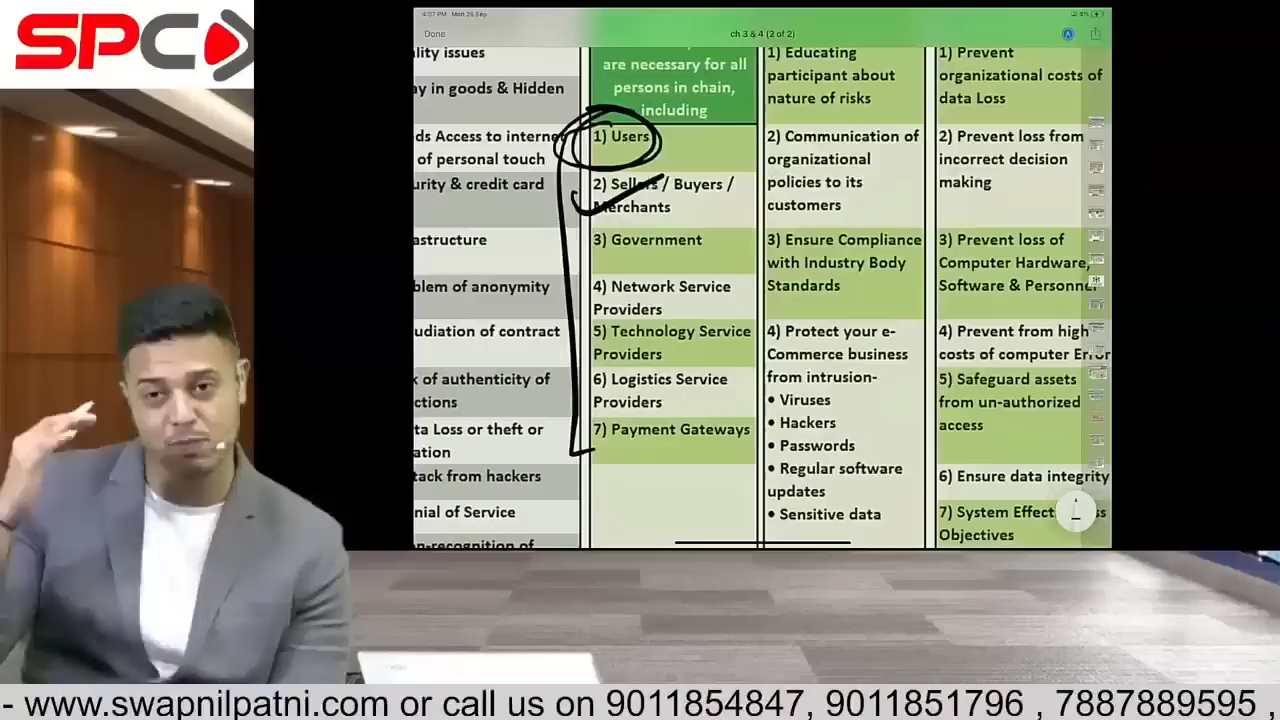 SPC
4:07 PM Mon 26 Sep
Done
ch 3 & 4 (2 of 2)
lity issues
ay in goods & Hidden
ds Access to interne
of personal touch
urity & credit card
astructure
blem of anonymity
udiation of contract
k of authenticity of
ctions
ta Loss or theft or
ation
tack from hackers
nial of Service
n-recognition of
are necessary for all
persons in chain,
including
1) Users
2) Sellers / Buyers /
Merchants
3) Government
4) Network Service
Providers
5) Technology Service
Providers
6) Logistics Service
Providers
7) Payment Gateways
1) Educating
participant about
nature of risks
2) Communication of
organizational
policies to its
customers
3) Ensure Compliance
with Industry Body
Standards
4) Protect your e-
Commerce business
from intrusion-
• Viruses
• Hackers
• Passwords
• Regular software
updates
• Sensitive data
1) Prevent
organizational costs of
data Loss
2) Prevent loss from
incorrect decision
making
3) Prevent loss of
Computer Hardware,
Software & Personnel
4) Prevent from high
costs of computer Error
5) Safeguard assets
from un-authorized
access
6) Ensure data integrity
7) System Effect ss
Objectives
- www.swapnilpatni.com or call us on 9011854847, 9011851796 , 7887889595 ,